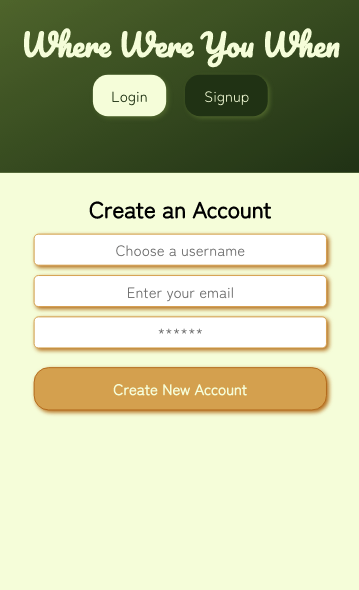 Where Were You When
Login Signup
Create an Account
Choose a username
Enter your email
******
Create New Account